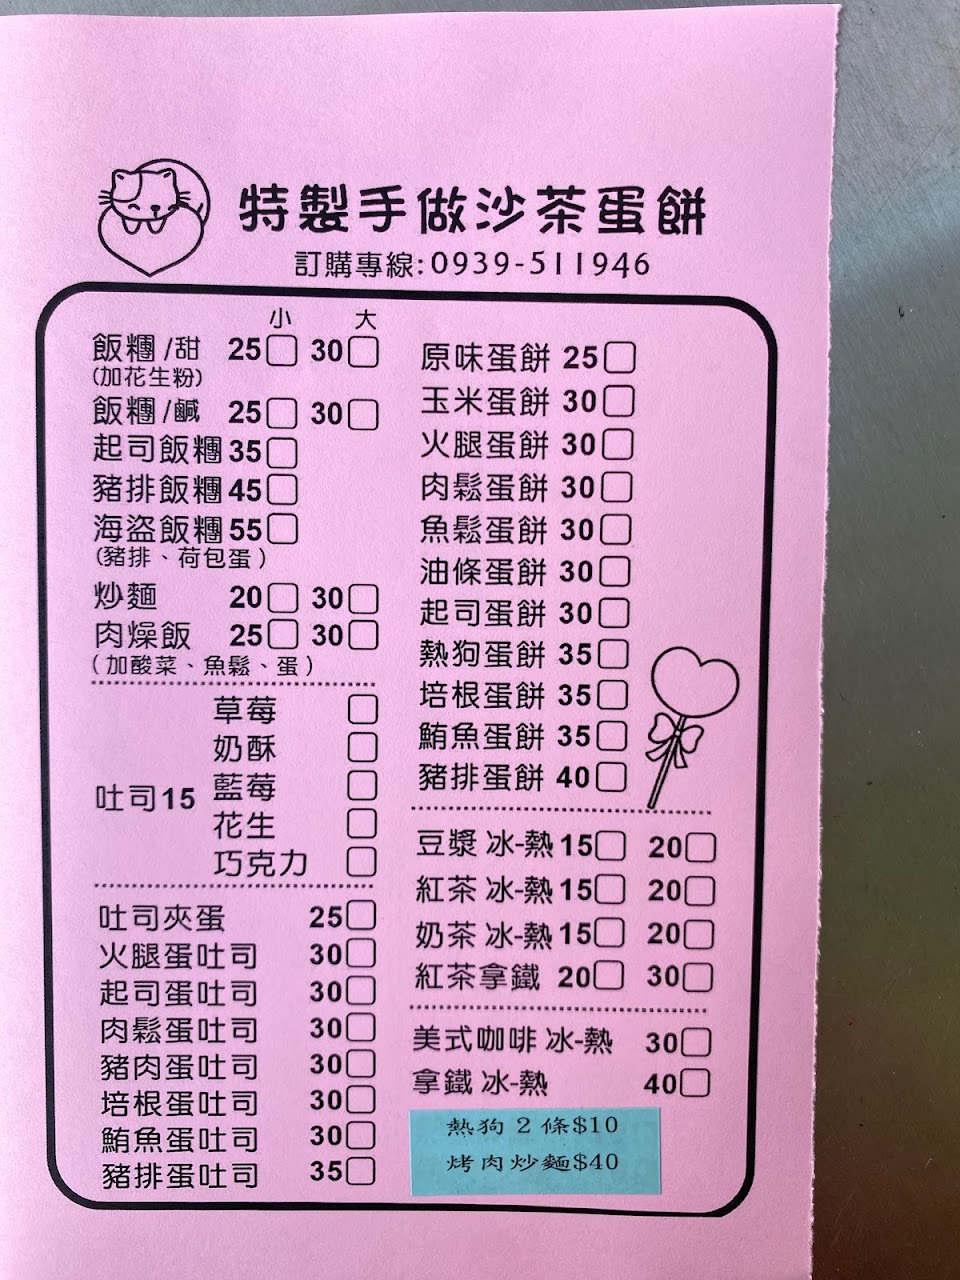 特製手做沙茶蛋餅
訂購專線:0939-511946
小 大
飯糰/甜 25 30
(加花生粉)
飯糰/鹹 25 30
起司飯糰 35
豬排飯糰 45
海盜飯糰 55
(豬排、荷包蛋)
炒麵 20 30
肉燥飯 25 30
(加酸菜、魚鬆、蛋)
吐司15
草莓
奶酥
藍莓
花生
巧克力
吐司夾蛋 25
火腿蛋吐司 30
起司蛋吐司 30
肉鬆蛋吐司 30
豬肉蛋吐司 30
培根蛋吐司 30
鮪魚蛋吐司 30
豬排蛋吐司 35
原味蛋餅 25
玉米蛋餅 30
火腿蛋餅 30
肉鬆蛋餅 30
魚鬆蛋餅 30
油條蛋餅 30
起司蛋餅 30
熱狗蛋餅 35
培根蛋餅 35
鮪魚蛋餅 35
豬排蛋餅 40
豆漿 冰-熱 15 20
紅茶 冰-熱 15 20
奶茶 冰-熱 15 20
紅茶拿鐵 20 30
美式咖啡 冰-熱 30
拿鐵 冰-熱 40
熱狗 2 條$10
烤肉炒麵$40